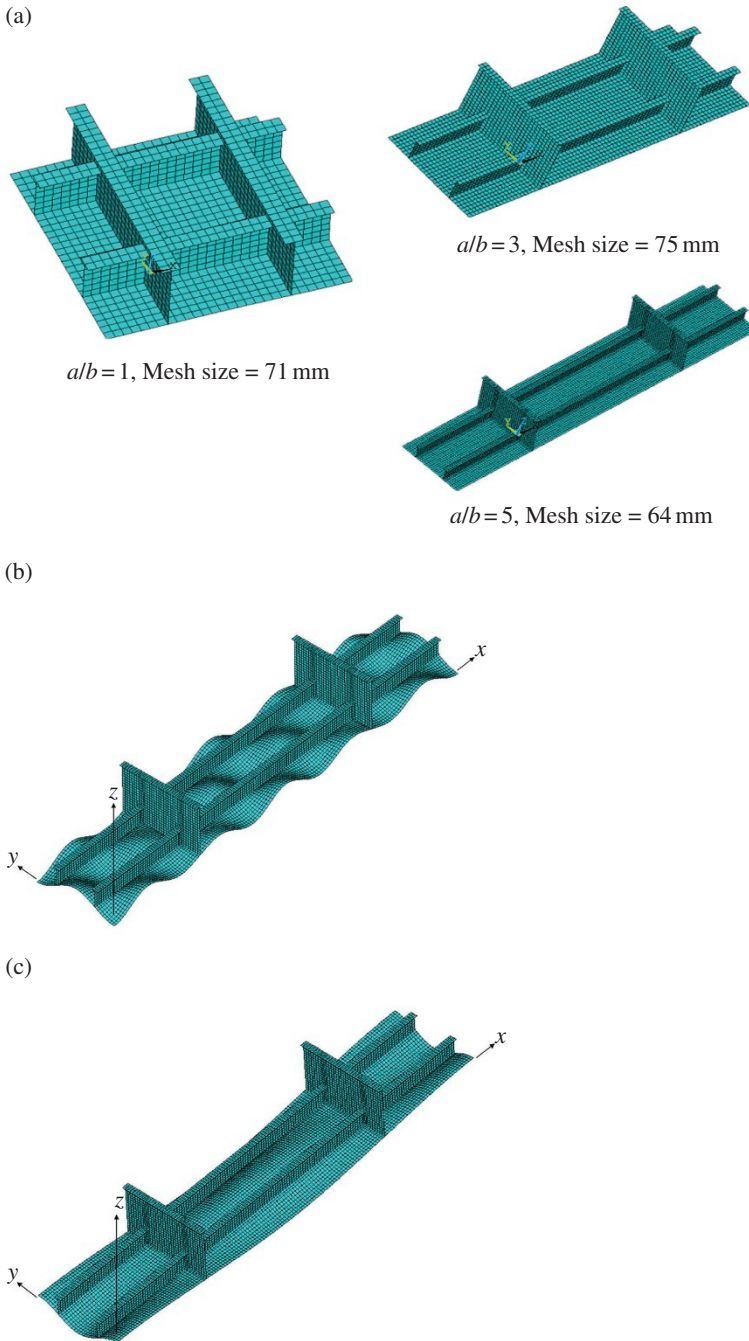 (a)
a/b = 1, Mesh size = 71 mm
a/b = 3, Mesh size = 75 mm
a/b = 5, Mesh size = 64 mm
(b)
x
z
y
(c)
x
z
y